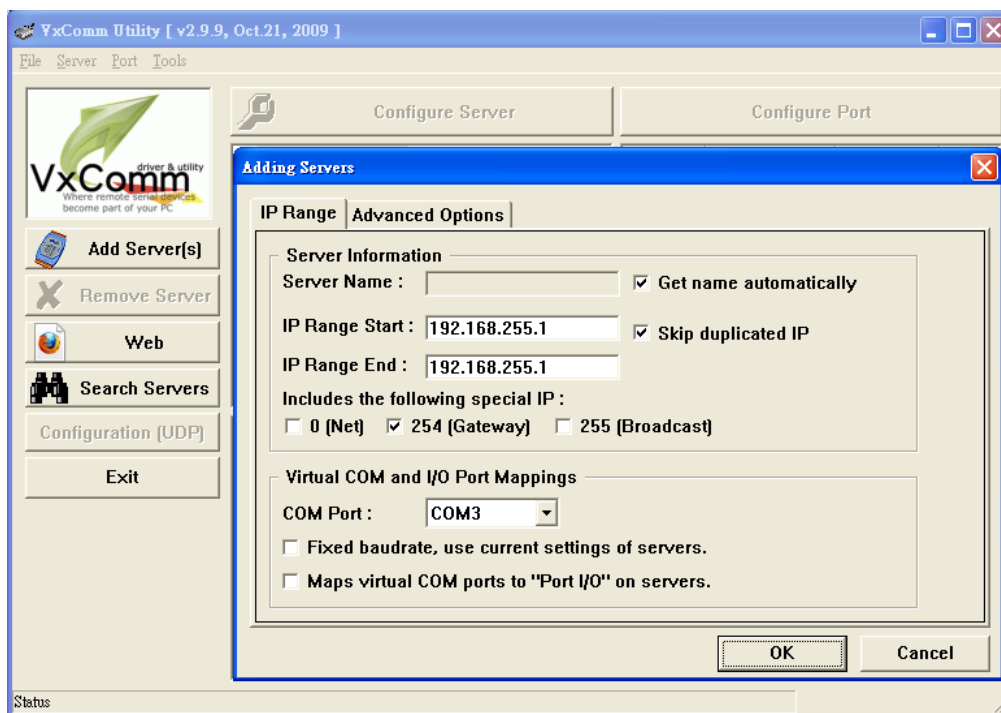 VxComm Utility [ v2.9.9, Oct.21, 2009 ]
File Server Port Tools
Configure Server
Configure Port
driver & utility
VxComm
Where remote serial devices
become part of your PC
Add Server(s)
Remove Server
Web
Search Servers
Configuration (UDP)
Exit
Adding Servers
IP Range
Advanced Options
Server Information
Server Name :
Get name automatically
IP Range Start : 192.168.255.1
Skip duplicated IP
IP Range End : 192.168.255.1
Includes the following special IP :
0 (Net) 254 (Gateway) 255 (Broadcast)
Virtual COM and I/O Port Mappings
COM Port : COM3
Fixed baudrate, use current settings of servers.
Maps virtual COM ports to "Port I/O" on servers.
OK
Cancel
Status